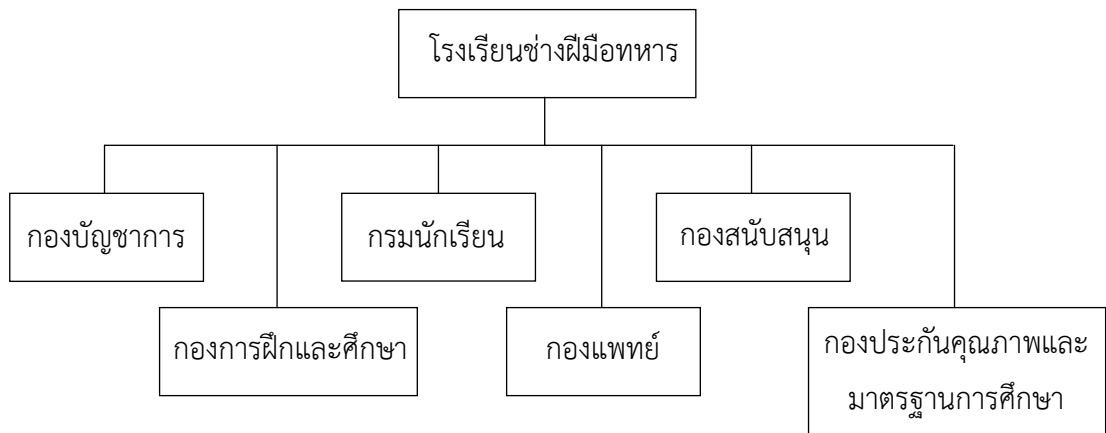 โรงเรียนช่างฝีมือทหาร
กองบัญชาการ
กรมนักเรียน
กองสนับสนุน
กองการฝึกและศึกษา
กองแพทย์
กองประกันคุณภาพและ
มาตรฐานการศึกษา